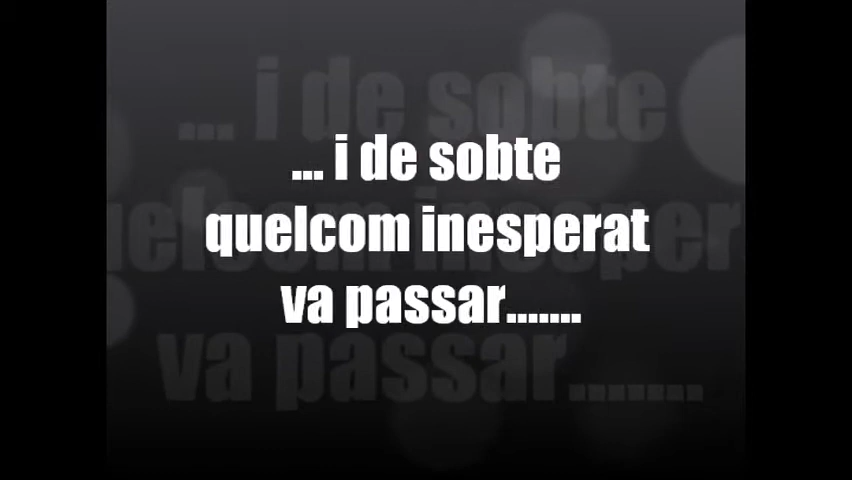 ... i de sobte
quelcom inesperat
va passar.......